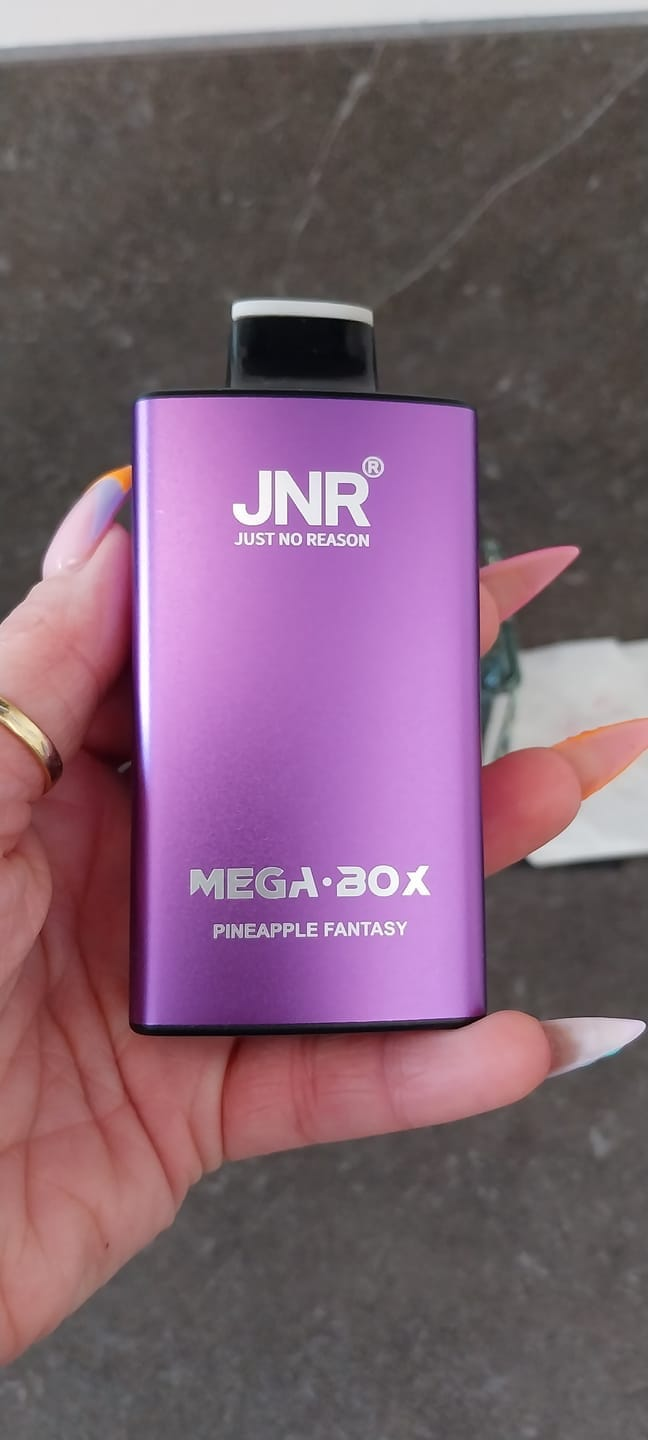 JNR®
JUST NO REASON
MEGA·BOX
PINEAPPLE FANTASY